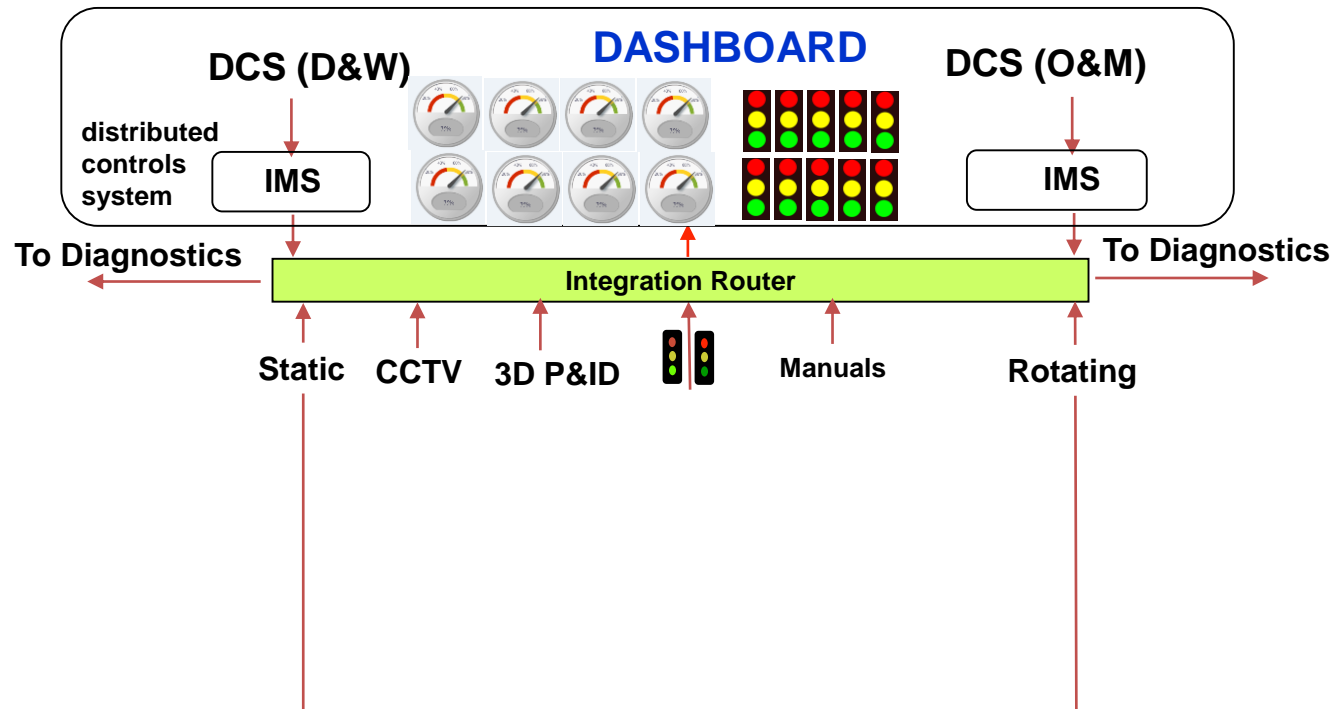 DASHBOARD
DCS (D&W)
DCS (O&M)
distributed
controls
system
IMS
IMS
To Diagnostics
To Diagnostics
Integration Router
Static
CCTV
3D P&ID
Manuals
Rotating